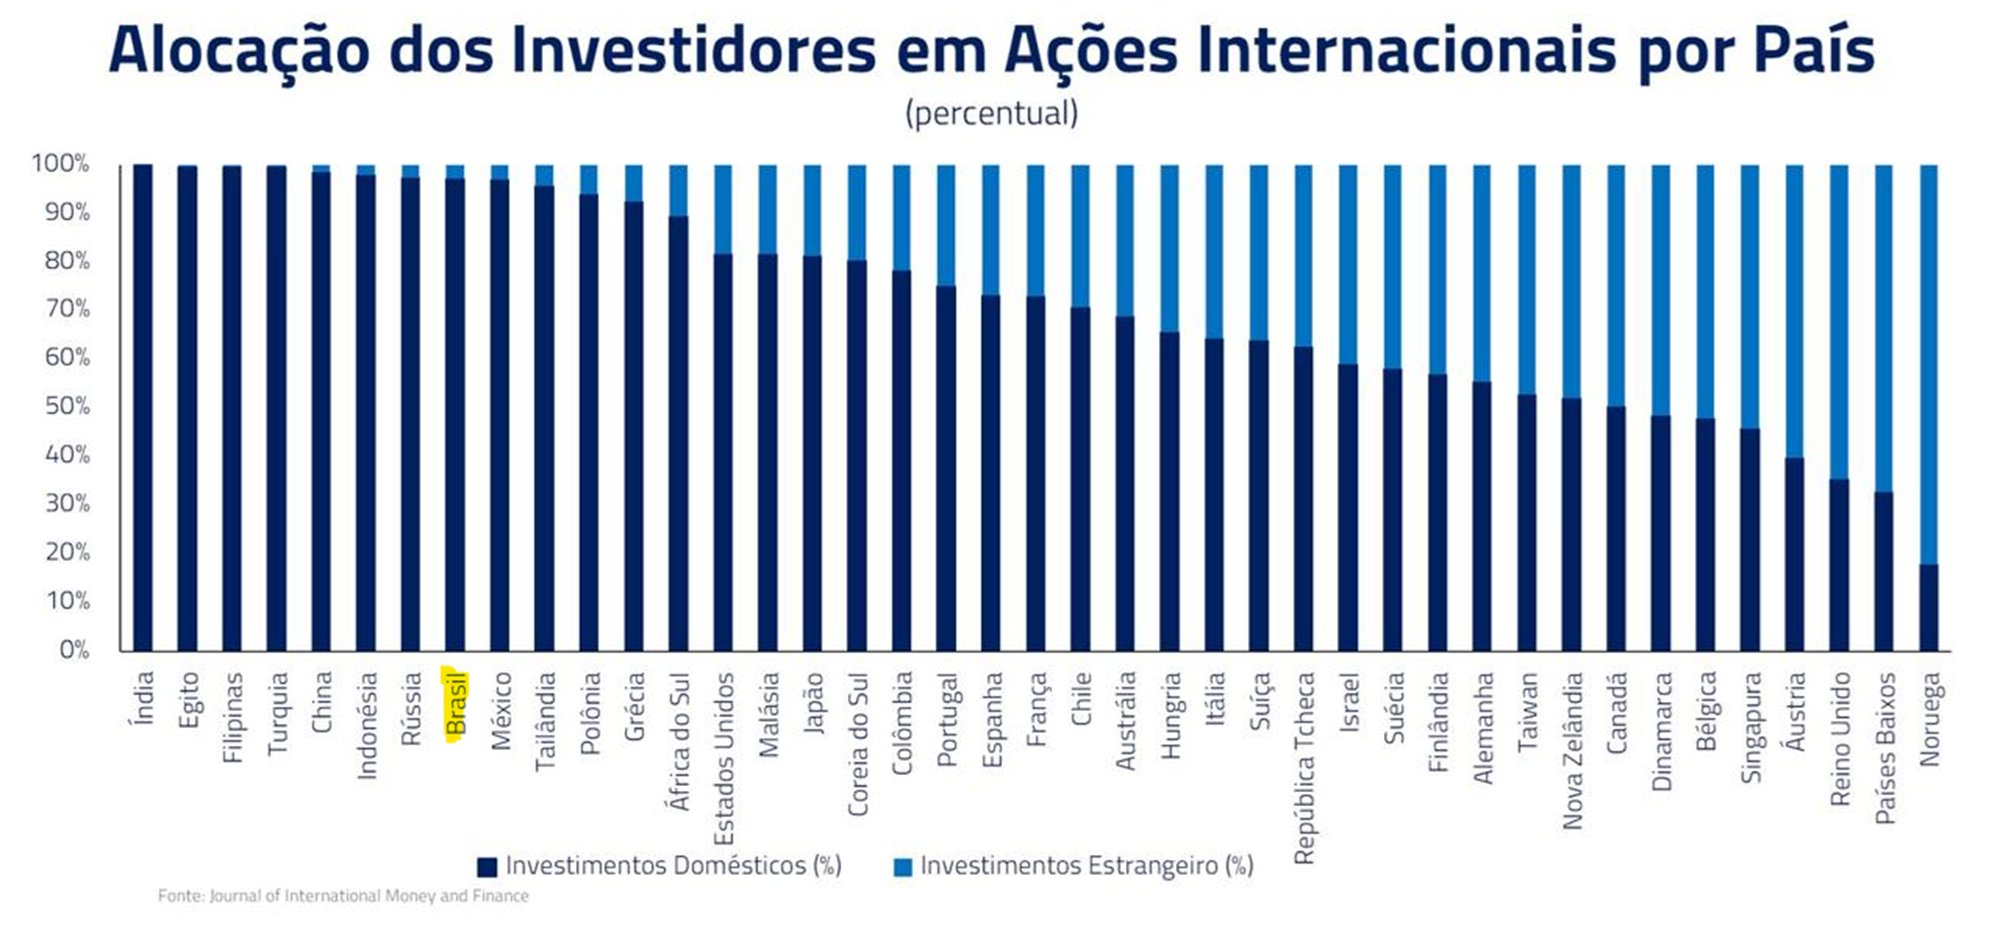 Alocação dos Investidores em Ações Internacionais por País
(percentual)
100%
90%
80%
70%
60%
50%
40%
30%
20%
10%
0%
Índia
Egito
Filipinas
Turquia
China
Indonésia
Rússia
Brasil
México
Tailândia
Polônia
Grécia
África do Sul
Estados Unidos
Malásia
Japão
Coreia do Sul
Colômbia
Portugal
Espanha
França
Chile
Austrália
Hungria
Itália
Suíça
República Tcheca
Israel
Suécia
Finlândia
Alemanha
Taiwan
Nova Zelândia
Canadá
Dinamarca
Bélgica
Singapura
Áustria
Reino Unido
Países Baixos
Noruega
Investimentos Domésticos (%)
Investimentos Estrangeiro (%)
Fonte: Journal of International Money and Finance